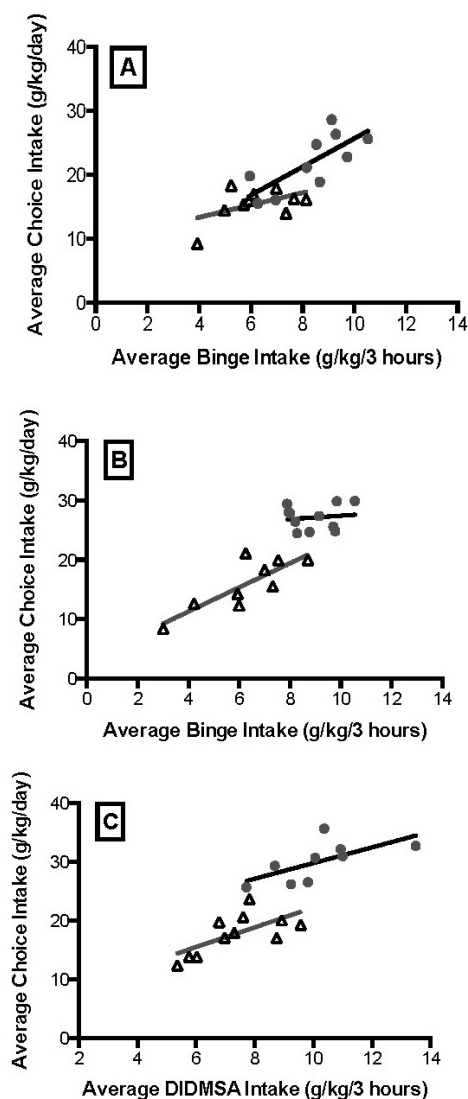 A
Average Choice Intake (g/kg/day)
40
30
20
10
0
0 2 4 6 8 10 12 14
Average Binge Intake (g/kg/3 hours)
B
Average Choice Intake (g/kg/day)
40
30
20
10
0
0 2 4 6 8 10 12 14
Average Binge Intake (g/kg/3 hours)
C
Average Choice Intake (g/kg/day)
40
30
20
10
0
2 4 6 8 10 12 14
Average DIDMSA Intake (g/kg/3 hours)